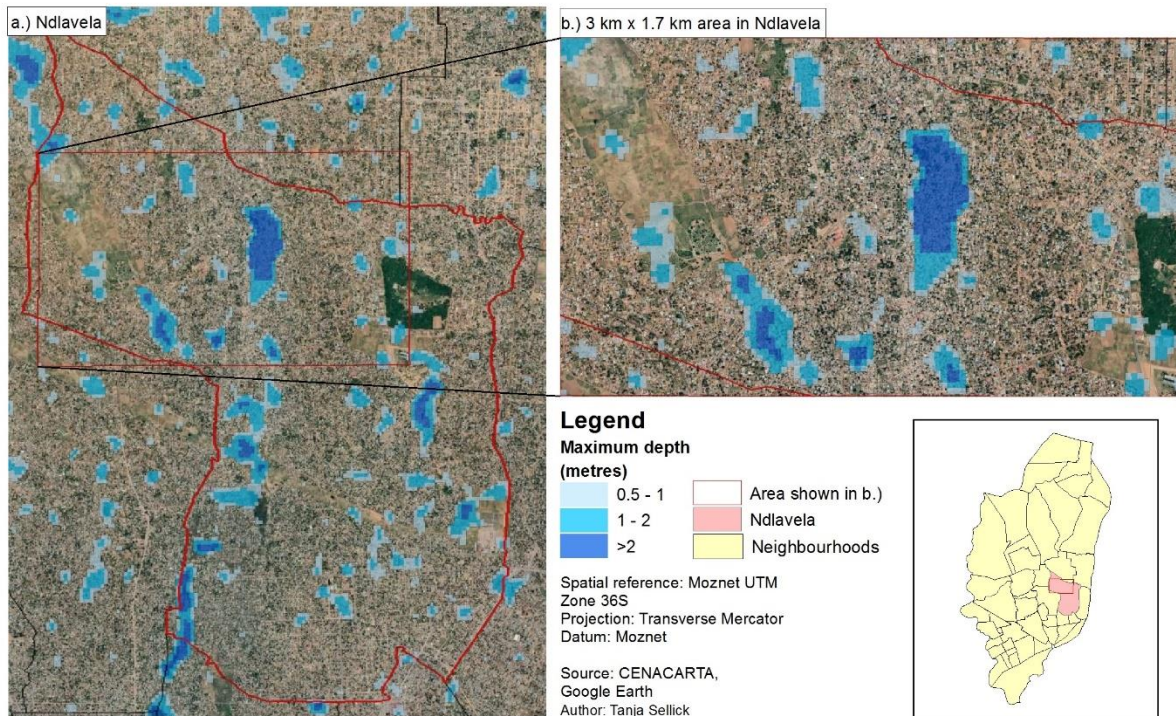 a.) Ndlavela
b.) 3 km x 1.7 km area in Ndlavela
Legend
Maximum depth
(metres)
0.5 - 1
1 - 2
>2
Area shown in b.)
Ndlavela
Neighbourhoods
Spatial reference: Moznet UTM
Zone 36S
Projection: Transverse Mercator
Datum: Moznet
Source: CENACARTA,
Google Earth
Author: Tanja Sellick